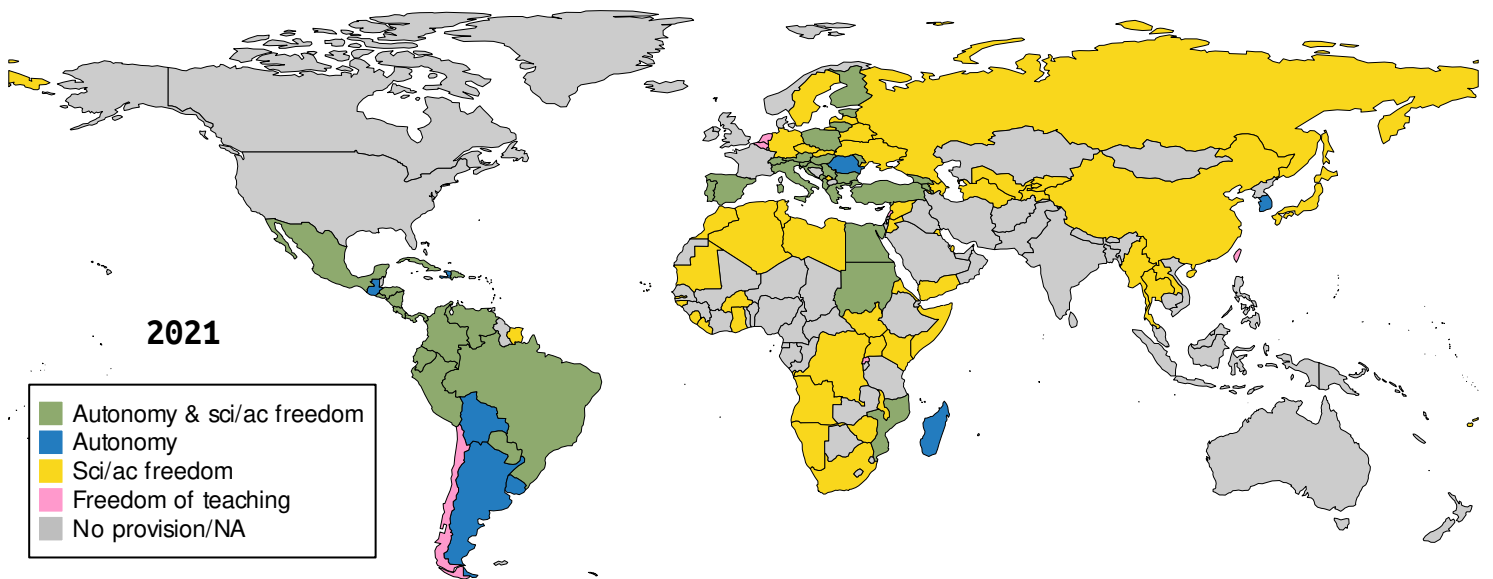 2021
Autonomy & sci/ac freedom
Autonomy
Sci/ac freedom
Freedom of teaching
No provision/NA